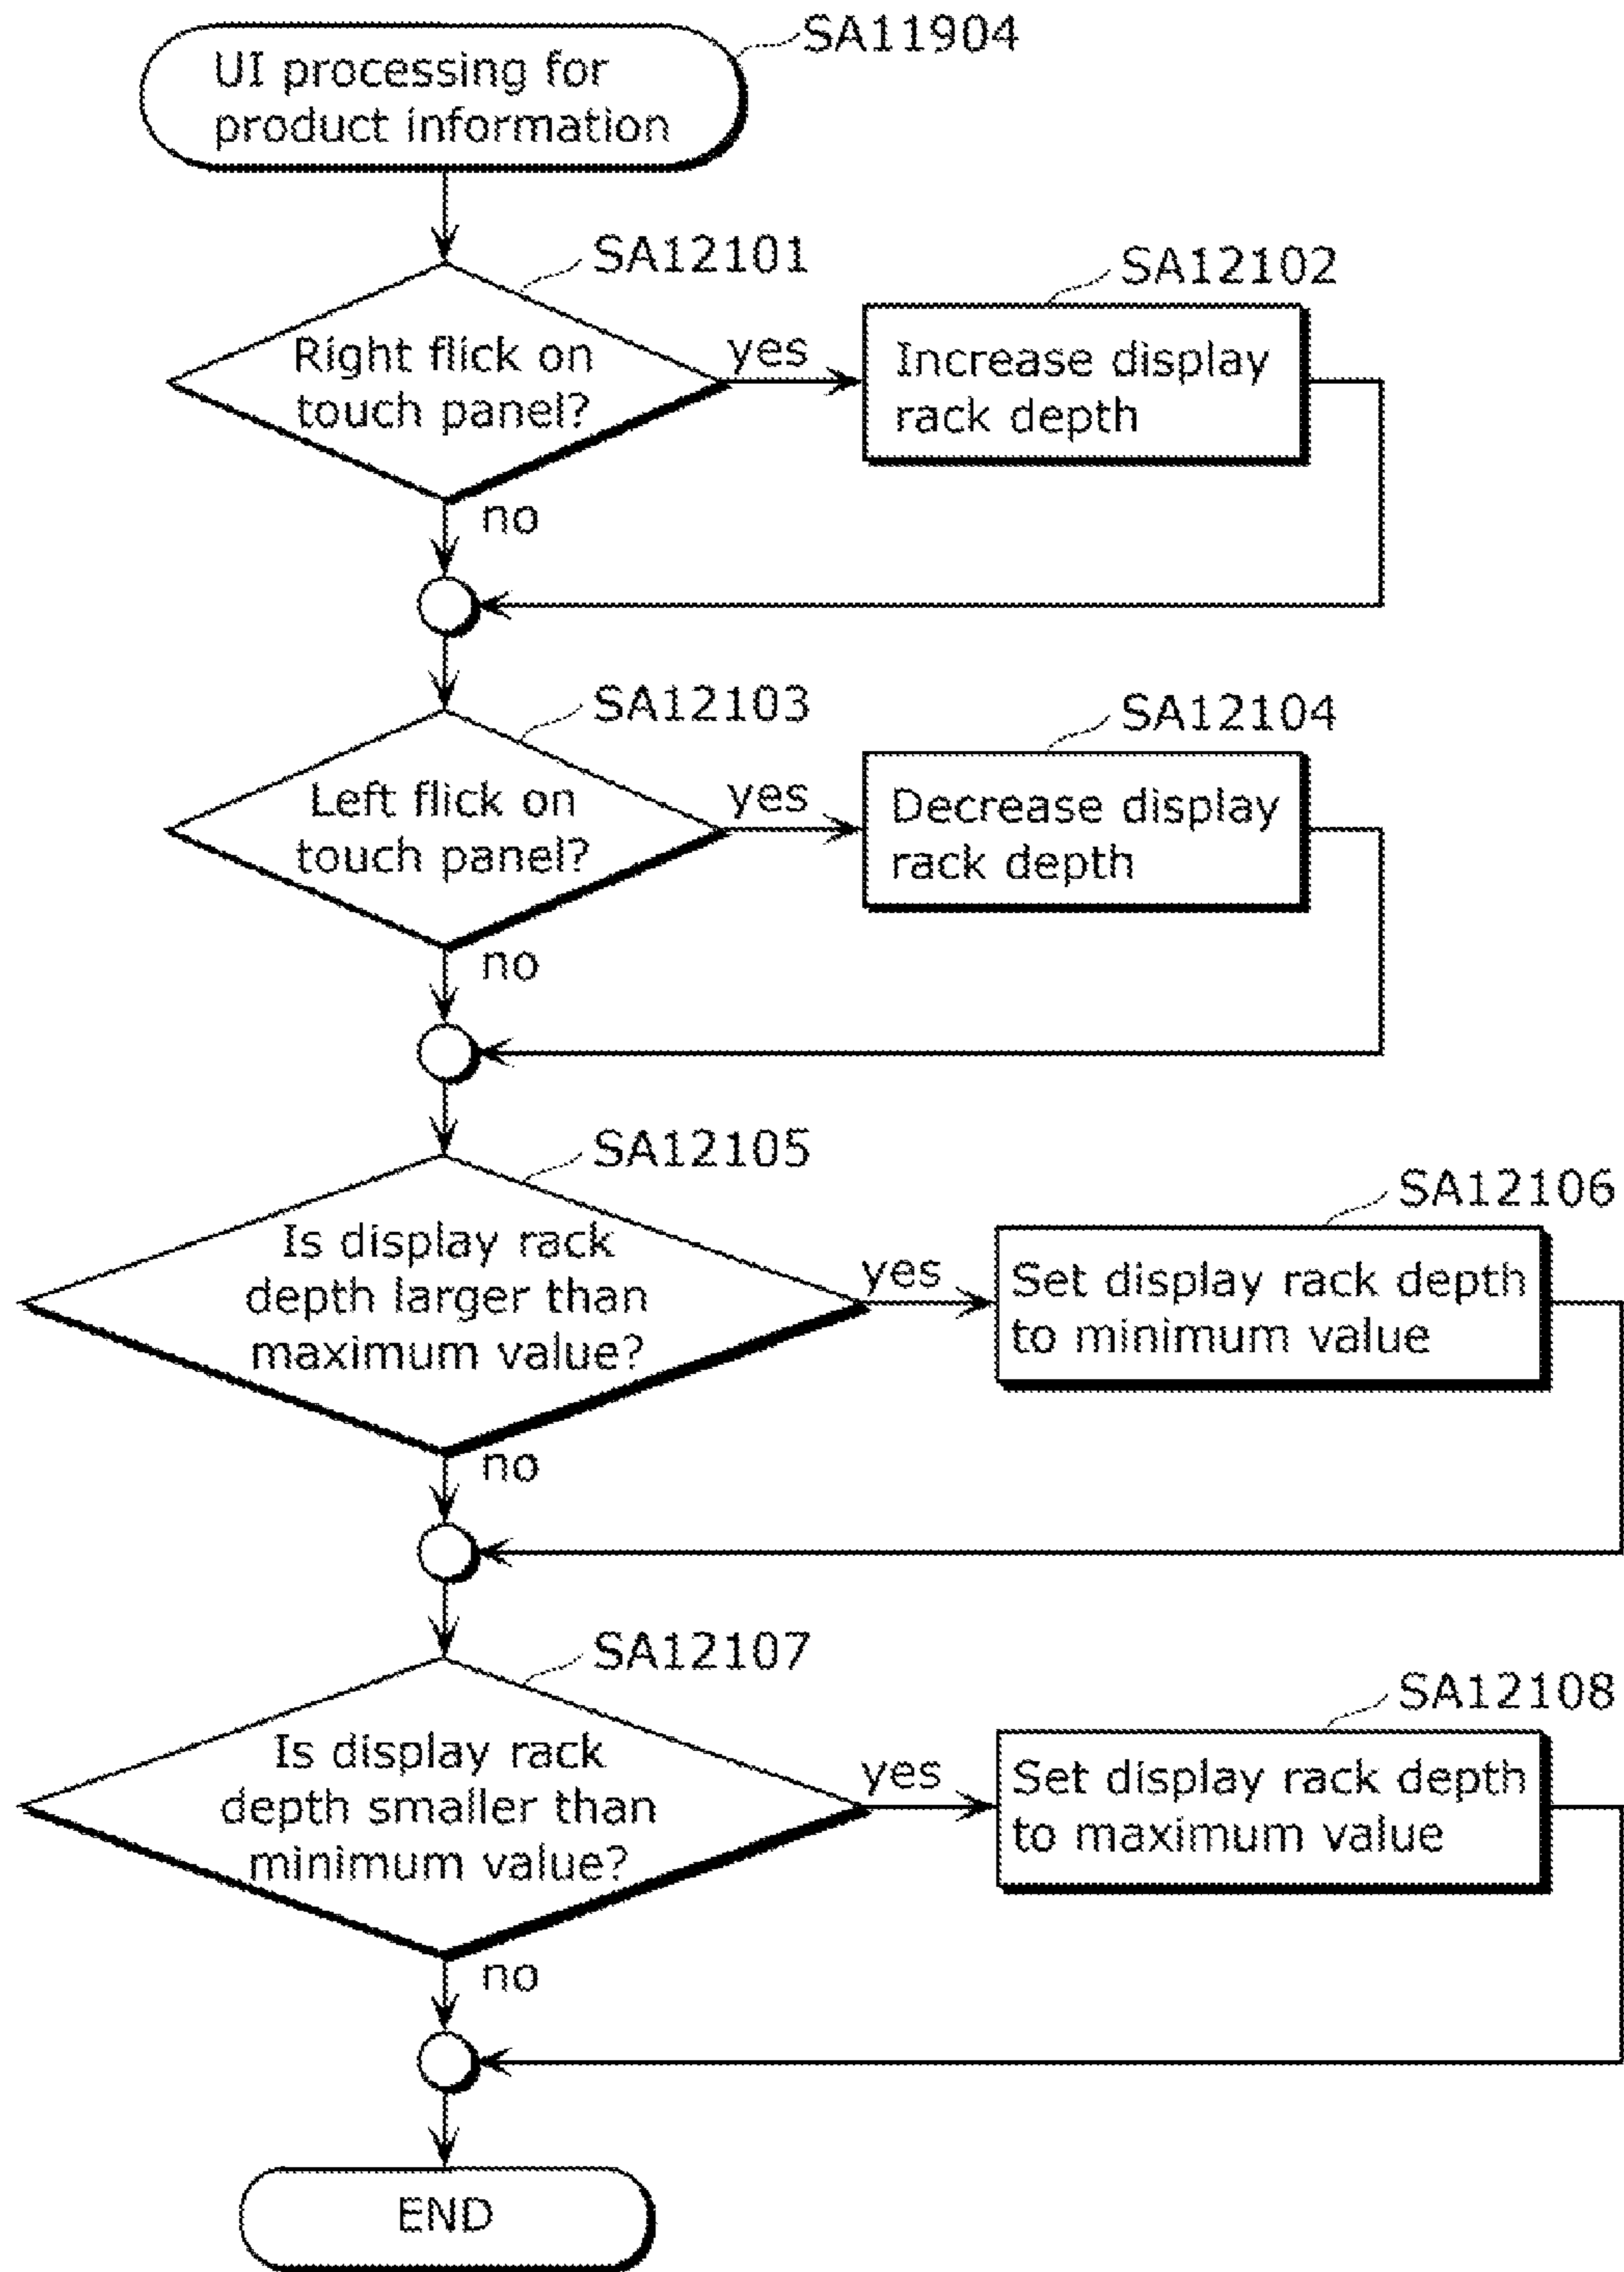 SA11904
UI processing for
product information
SA12101
Right flick on
touch panel?
yes
no
SA12102
Increase display
rack depth
SA12103
Left flick on
touch panel?
yes
no
SA12104
Decrease display
rack depth
SA12105
Is display rack
depth larger than
maximum value?
yes
no
SA12106
Set display rack depth
to minimum value
SA12107
Is display rack
depth smaller than
minimum value?
yes
no
SA12108
Set display rack depth
to maximum value
END